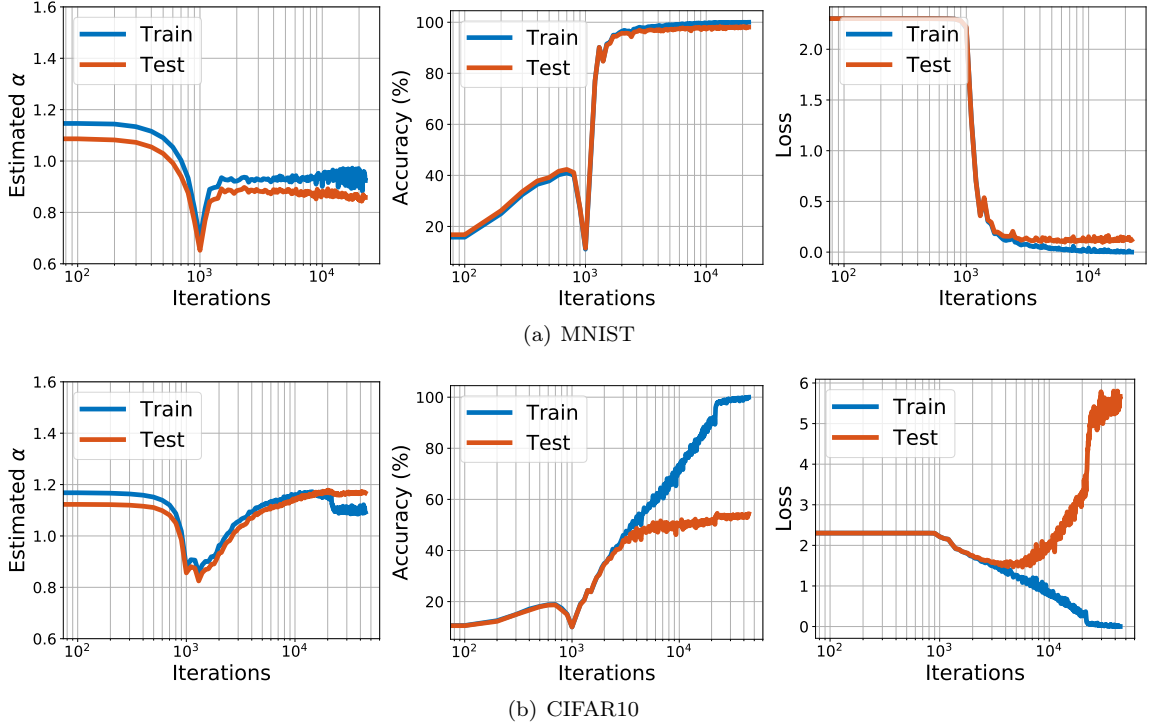 1.6
1.4
1.2
1.0
0.8
0.6
Estimated α
Train
Test
10²
10³
10⁴
Iterations
100
80
60
40
20
Accuracy (%)
Train
Test
10²
10³
10⁴
Iterations
2.0
1.5
1.0
0.5
0.0
Loss
Train
Test
10²
10³
10⁴
Iterations
(a) MNIST
1.6
1.4
1.2
1.0
0.8
0.6
Estimated α
Train
Test
10²
10³
10⁴
Iterations
100
80
60
40
20
Accuracy (%)
Train
Test
10²
10³
10⁴
Iterations
6
5
4
3
2
1
0
Loss
Train
Test
10²
10³
10⁴
Iterations
(b) CIFAR10